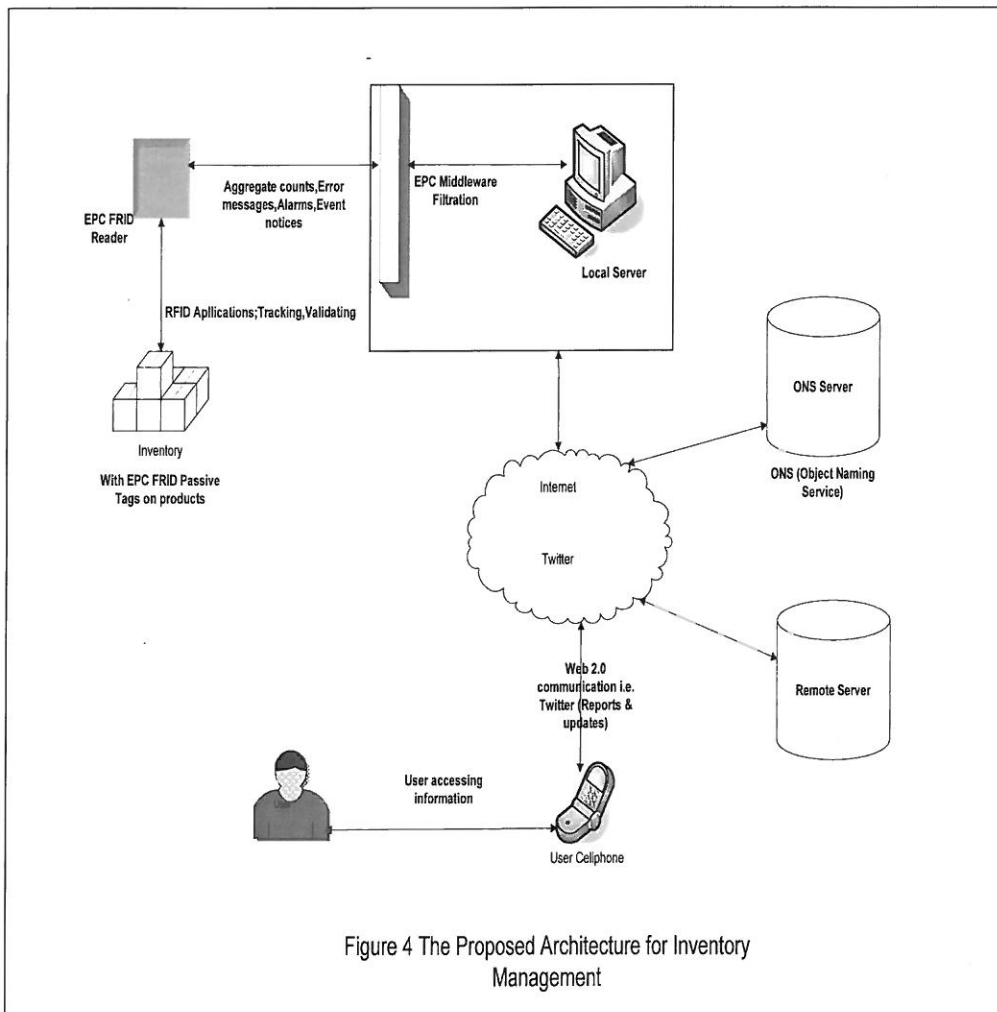 EPC FRID
Reader
Aggregate counts,Error
messages,Alarms,Event
notices
EPC Middleware
Filtration
Local Server
RFID Apllications;Tracking,Validating
Inventory
With EPC FRID Passive
Tags on products
ONS Server
ONS (Object Naming
Service)
Internet
Twitter
Remote Server
Web 2.0
communication i.e.
Twitter (Reports &
updates)
User
User accessing
information
User Cellphone
Figure 4 The Proposed Architecture for Inventory
Management